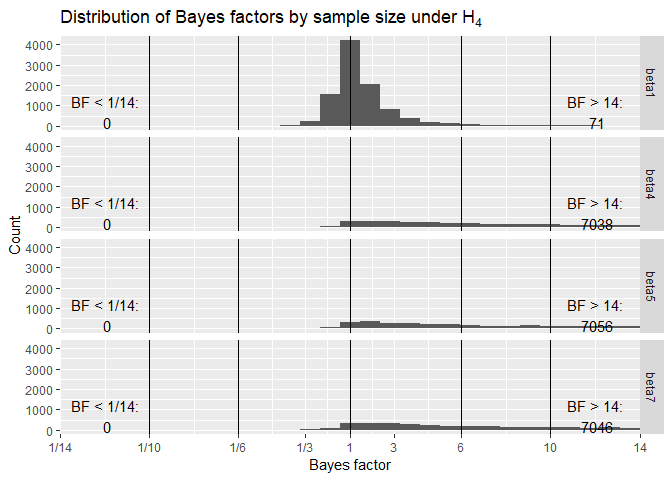 Distribution of Bayes factors by sample size under H₄
4000
3000
2000
1000
0
BF < 1/14:
0
BF > 14:
71
beta1
4000
3000
2000
1000
0
BF < 1/14:
0
BF > 14:
7038
beta4
4000
3000
2000
1000
0
BF < 1/14:
0
BF > 14:
7056
beta5
4000
3000
2000
1000
0
BF < 1/14:
0
BF > 14:
7046
beta7
Count
1/14 1/10 1/6 1/3 1 3 6 10 14
Bayes factor